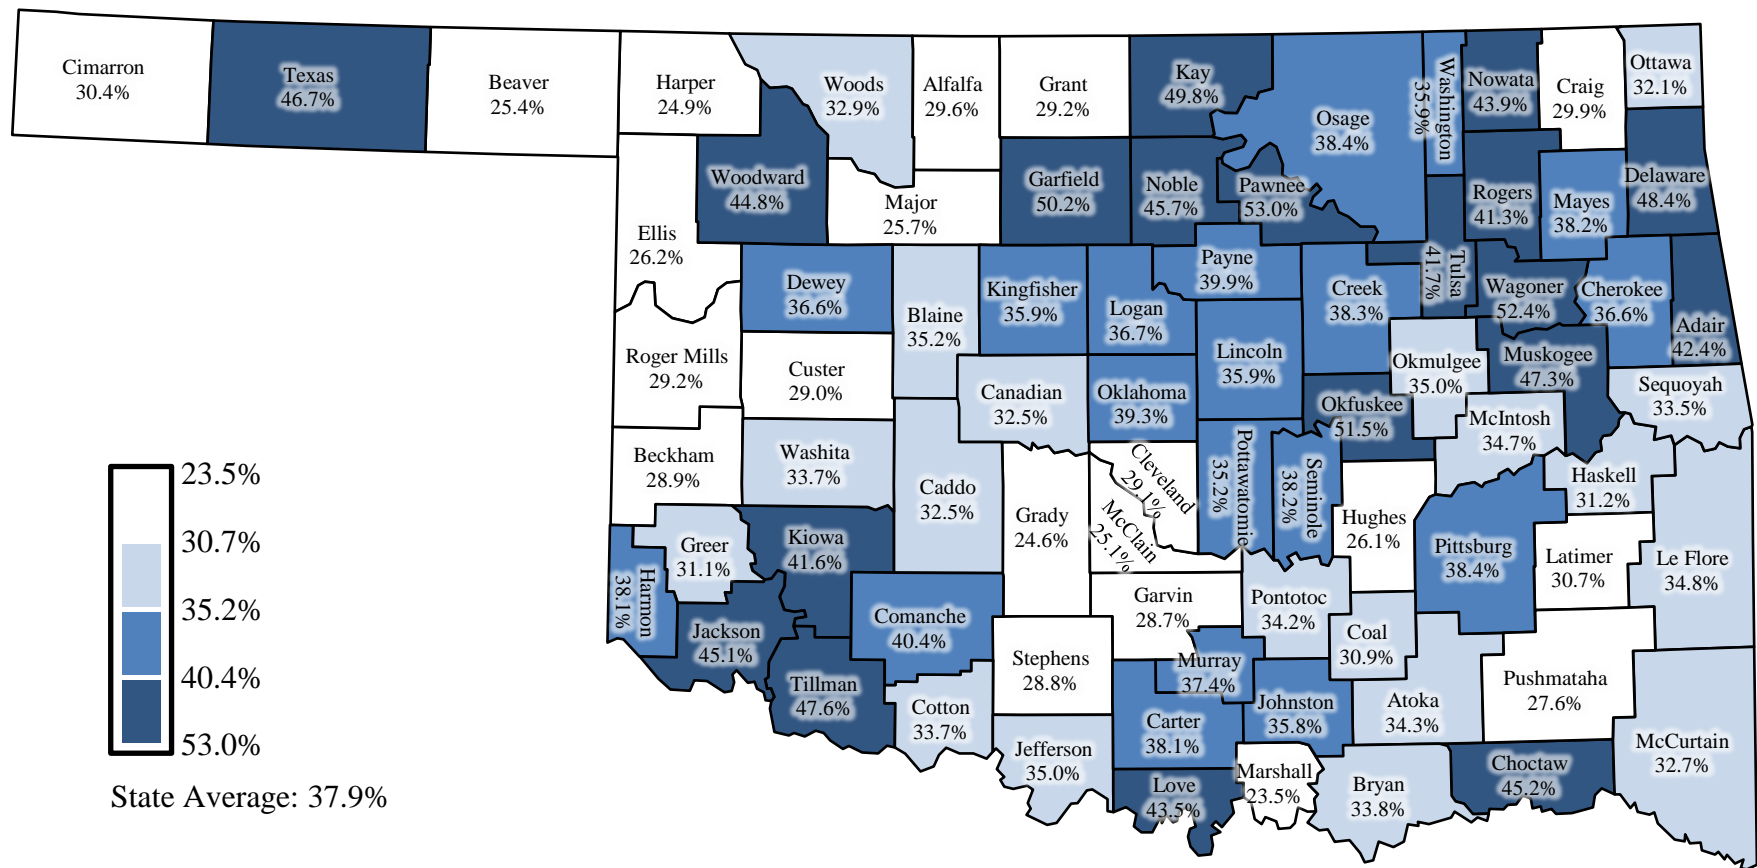 Cimarron
30.4%
Texas
46.7%
Beaver
25.4%
Harper
24.9%
Woods
32.9%
Alfalfa
29.6%
Grant
29.2%
Kay
49.8%
Osage
38.4%
Washington
35.9%
Nowata
43.9%
Craig
29.9%
Ottawa
32.1%
Woodward
44.8%
Major
25.7%
Garfield
50.2%
Noble
45.7%
Pawnee
53.0%
Rogers
41.3%
Mayes
38.2%
Delaware
48.4%
Ellis
26.2%
Dewey
36.6%
Blaine
35.2%
Kingfisher
35.9%
Logan
36.7%
Payne
39.9%
Creek
38.3%
Tulsa
41.7%
Wagoner
52.4%
Cherokee
36.6%
Adair
42.4%
Roger Mills
29.2%
Custer
29.0%
Canadian
32.5%
Oklahoma
39.3%
Lincoln
35.9%
Okmulgee
35.0%
Muskogee
47.3%
Sequoyah
33.5%
Okfuskee
51.5%
McIntosh
34.7%
Beckham
28.9%
Washita
33.7%
Caddo
32.5%
Grady
24.6%
Cleveland
29.1%
McClain
25.1%
Pottawatomie
35.2%
Seminole
38.2%
Hughes
26.1%
Haskell
31.2%
Pittsburg
38.4%
Latimer
30.7%
Le Flore
34.8%
Harmon
38.1%
Greer
31.1%
Kiowa
41.6%
Jackson
45.1%
Comanche
40.4%
Tillman
47.6%
Cotton
33.7%
Stephens
28.8%
Jefferson
35.0%
Garvin
28.7%
Murray
37.4%
Carter
38.1%
Love
43.5%
Pontotoc
34.2%
Johnston
35.8%
Marshall
23.5%
Coal
30.9%
Atoka
34.3%
Bryan
33.8%
Pushmataha
27.6%
Choctaw
45.2%
McCurtain
32.7%
23.5%
30.7%
35.2%
40.4%
53.0%
State Average: 37.9%